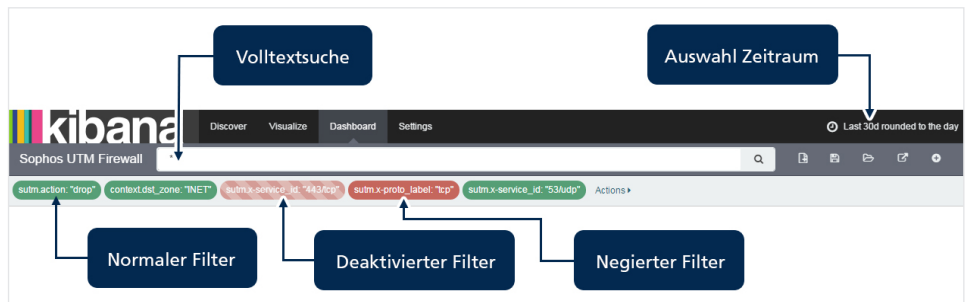 Volltextsuche
Auswahl Zeitraum
kibana
Discover Visualize Dashboard Settings
Last 30d rounded to the day
Sophos UTM Firewall
*
sutm.action: "drop" context.dst_zone: "INET" sutm.x-service_id: "443/tcp" sutm.x-proto_label: "tcp" sutm.x-service_id: "53/udp" Actions
Normaler Filter
Deaktivierter Filter
Negierter Filter